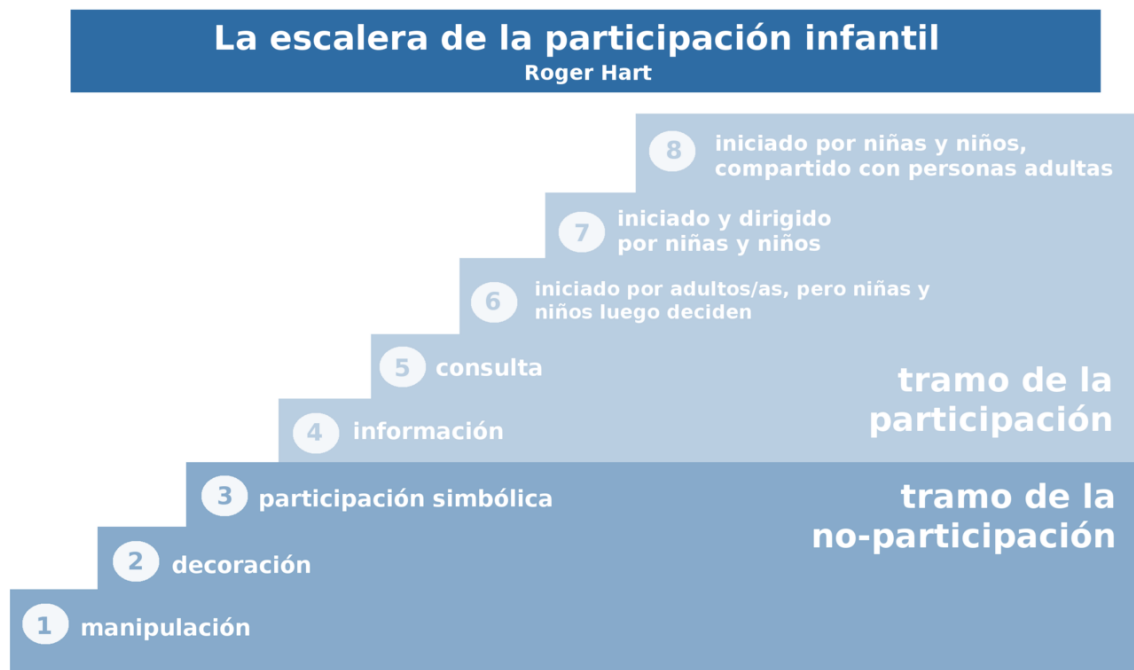 La escalera de la participación infantil
Roger Hart
8
iniciado por niñas y niños,
compartido con personas adultas
7
iniciado y dirigido
por niñas y niños
6
iniciado por adultos/as, pero niñas y
niños luego deciden
5
consulta
4
información
tramo de la
participación
3
participación simbólica
tramo de la
no-participación
2
decoración
1
manipulación